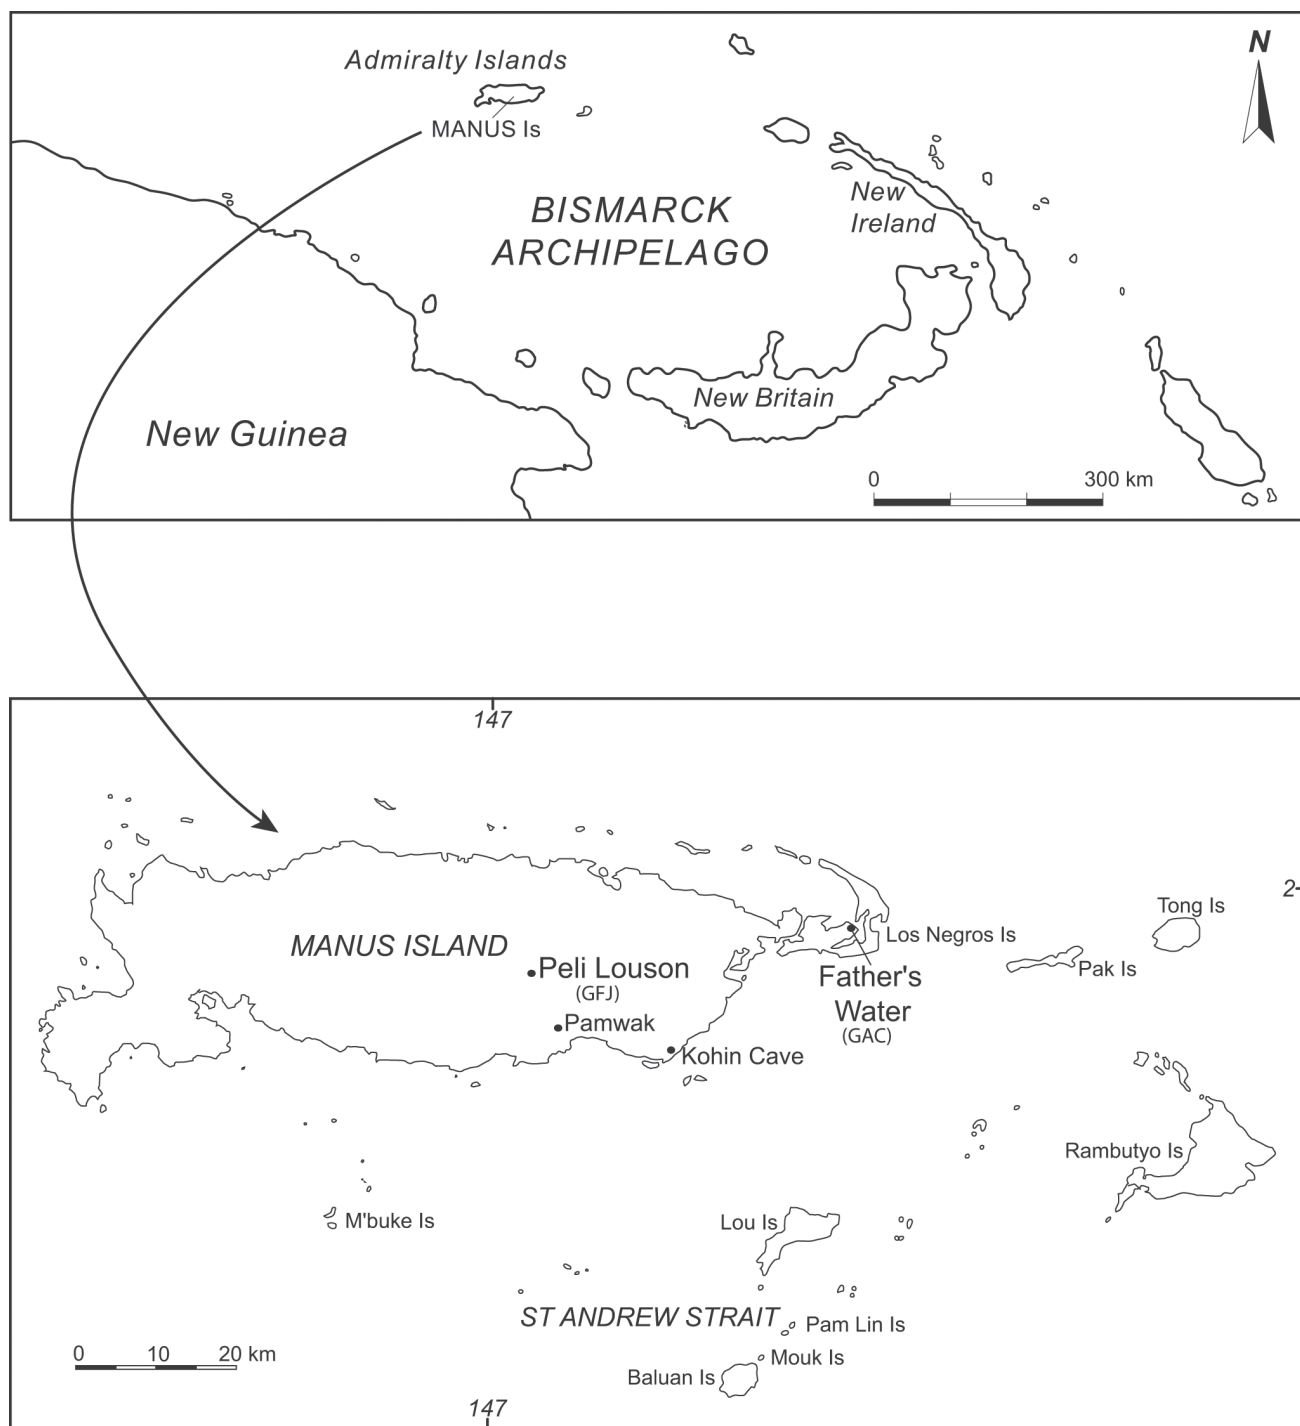 Admiralty Islands
N
MANUS Is
BISMARCK
ARCHIPELAGO
New
Ireland
New Britain
New Guinea
0 300 km
147
2
MANUS ISLAND
Peli Louson
(GFJ)
Pamwak
Kohin Cave
Los Negros Is
Father's
Water
(GAC)
Tong Is
Pak Is
Rambutyo Is
M'buke Is
Lou Is
ST ANDREW STRAIT
Pam Lin Is
Mouk Is
Baluan Is
0 10 20 km
147